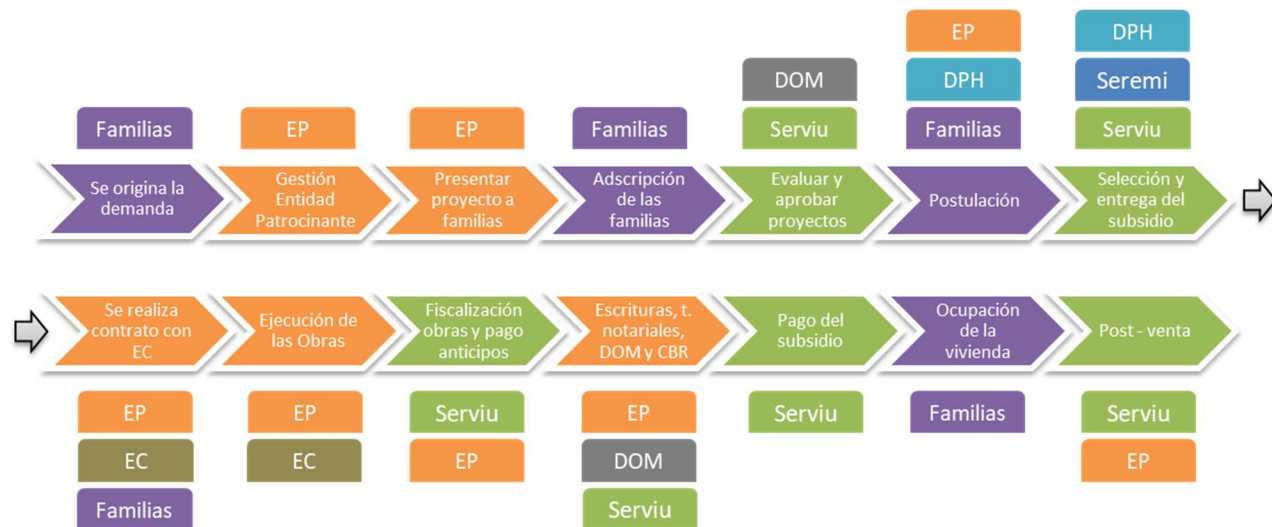 EP
DPH
DOM
DPH
Seremi
Familias
EP
EP
Familias
Serviu
Familias
Serviu
Se origina la
demanda
Gestión
Entidad
Patrocinante
Presentar
proyecto a
familias
Adscripción
de las
familias
Evaluar y
aprobar
proyectos
Postulación
Selección y
entrega del
subsidio
Se realiza
contrato con
EC
Ejecución de
las Obras
Fiscalización
obras y pago
anticipos
Escrituras, t.
notariales,
DOM y CBR
Pago del
subsidio
Ocupación
de la
vivienda
Post - venta
EP
EP
Serviu
EP
Serviu
Familias
Serviu
EC
EC
EP
DOM
EP
Familias
Serviu